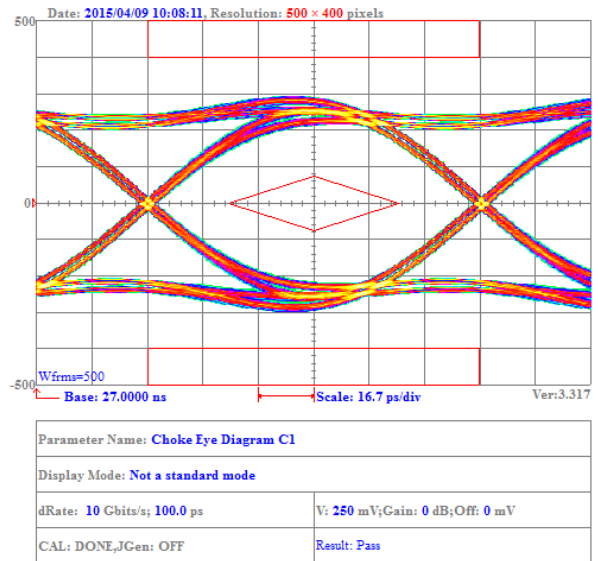 Date: 2015/04/09 10:08:11, Resolution: 500 × 400 pixels
500
0
Wfrms=500
-500
Base: 27.0000 ns
Scale: 16.7 ps/div
Ver:3.317
Parameter Name: Choke Eye Diagram C1
Display Mode: Not a standard mode
dRate: 10 Gbits/s; 100.0 ps
V: 250 mV;Gain: 0 dB;Off: 0 mV
CAL: DONE,JGen: OFF
Result: Pass